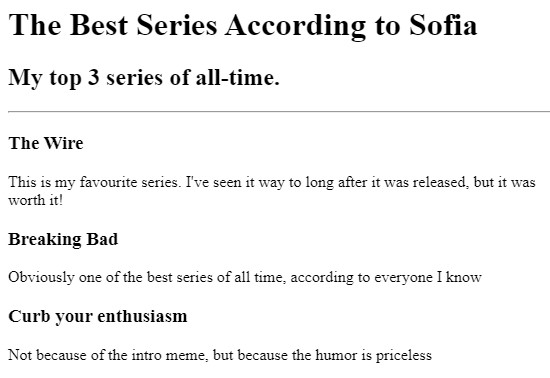 The Best Series According to Sofia
My top 3 series of all-time.
The Wire
This is my favourite series. I've seen it way to long after it was released, but it was
worth it!
Breaking Bad
Obviously one of the best series of all time, according to everyone I know
Curb your enthusiasm
Not because of the intro meme, but because the humor is priceless